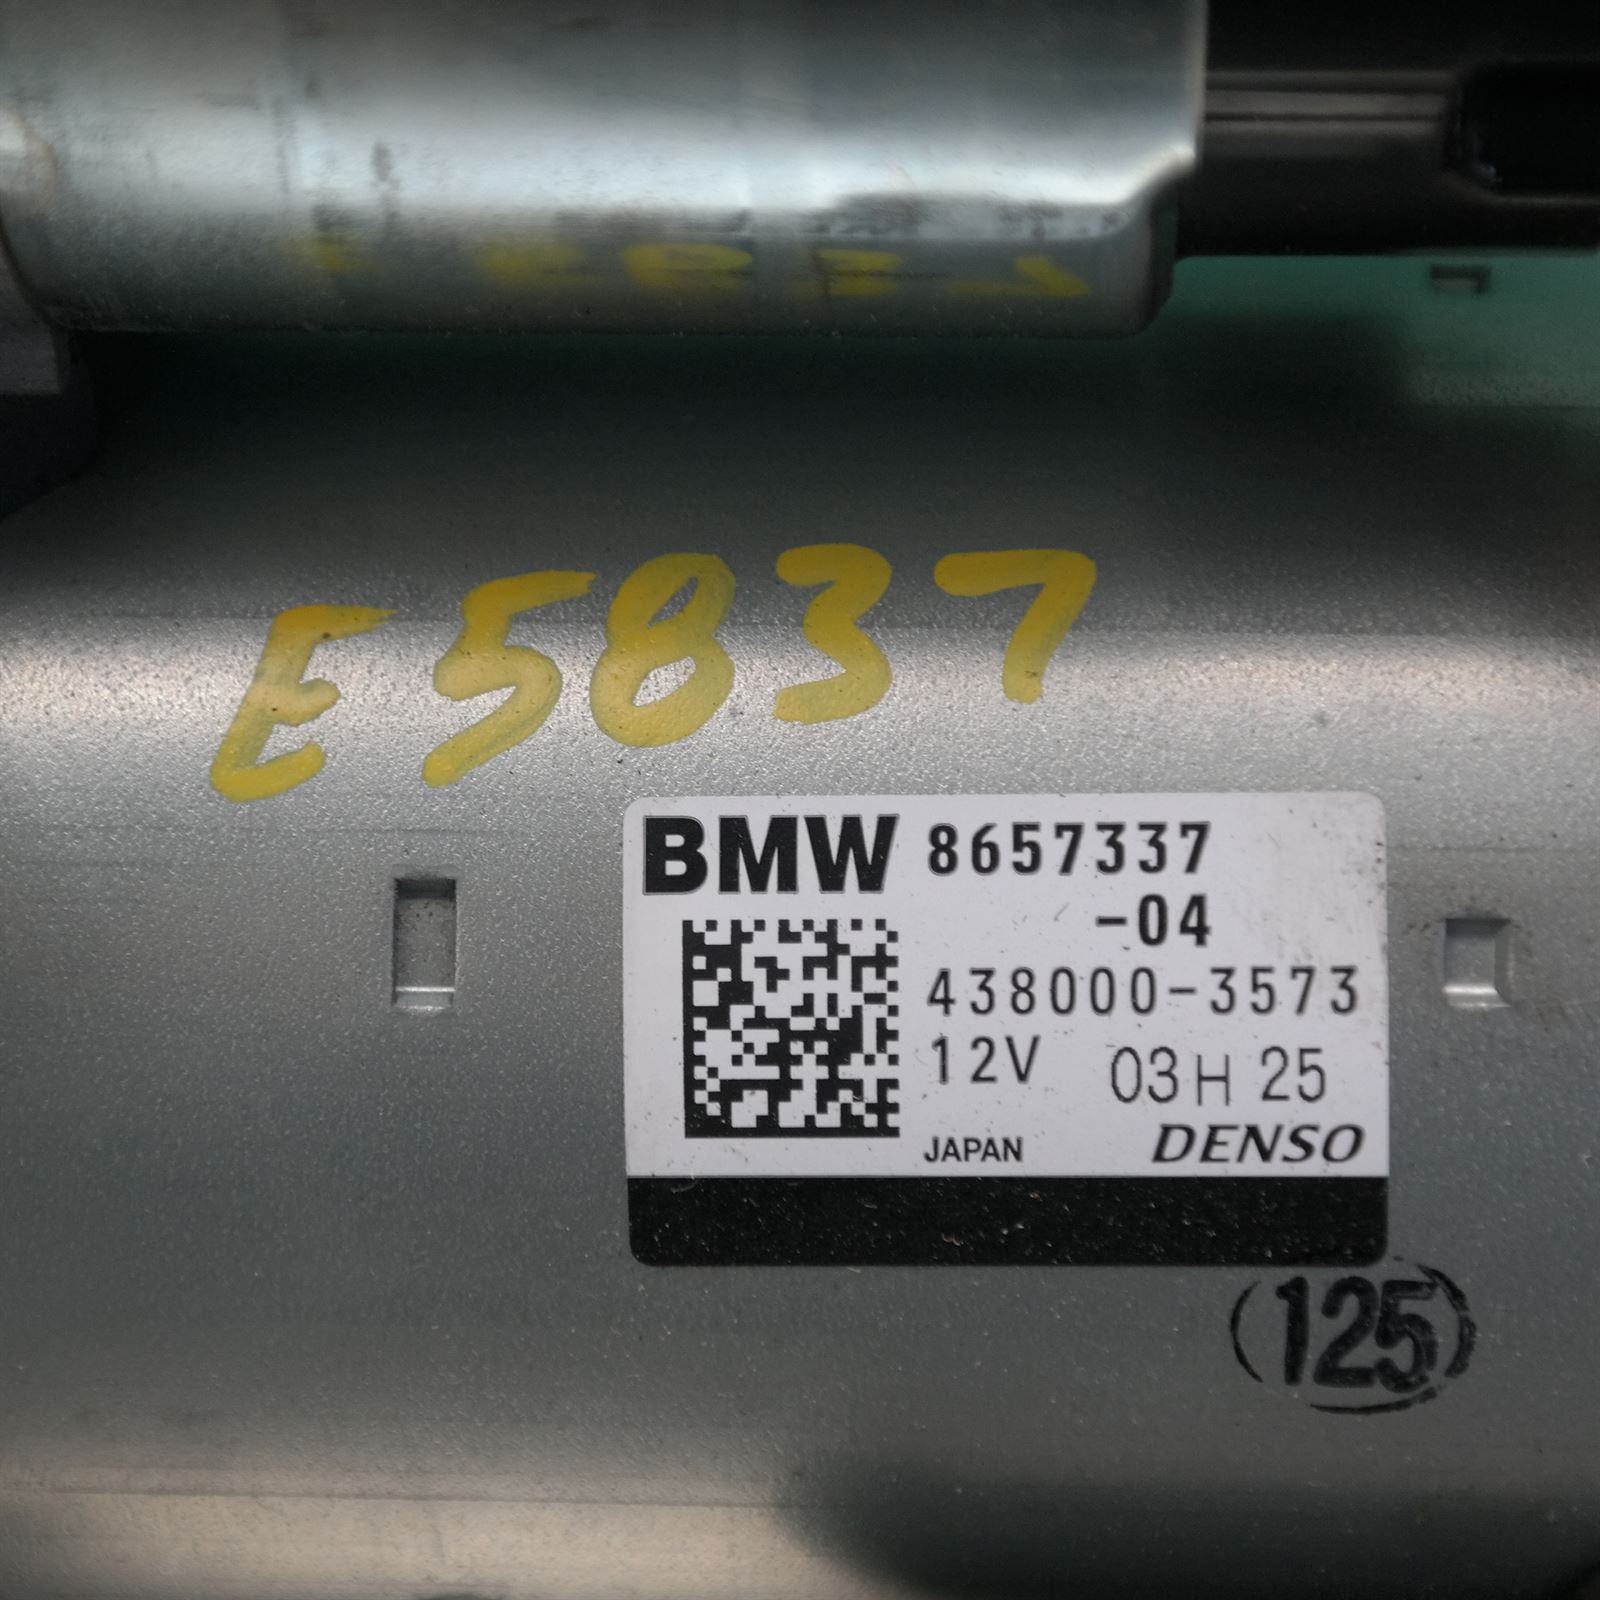 E5837
BMW 8657337
-04
438000-3573
12V 03H 25
JAPAN DENSO
(125)